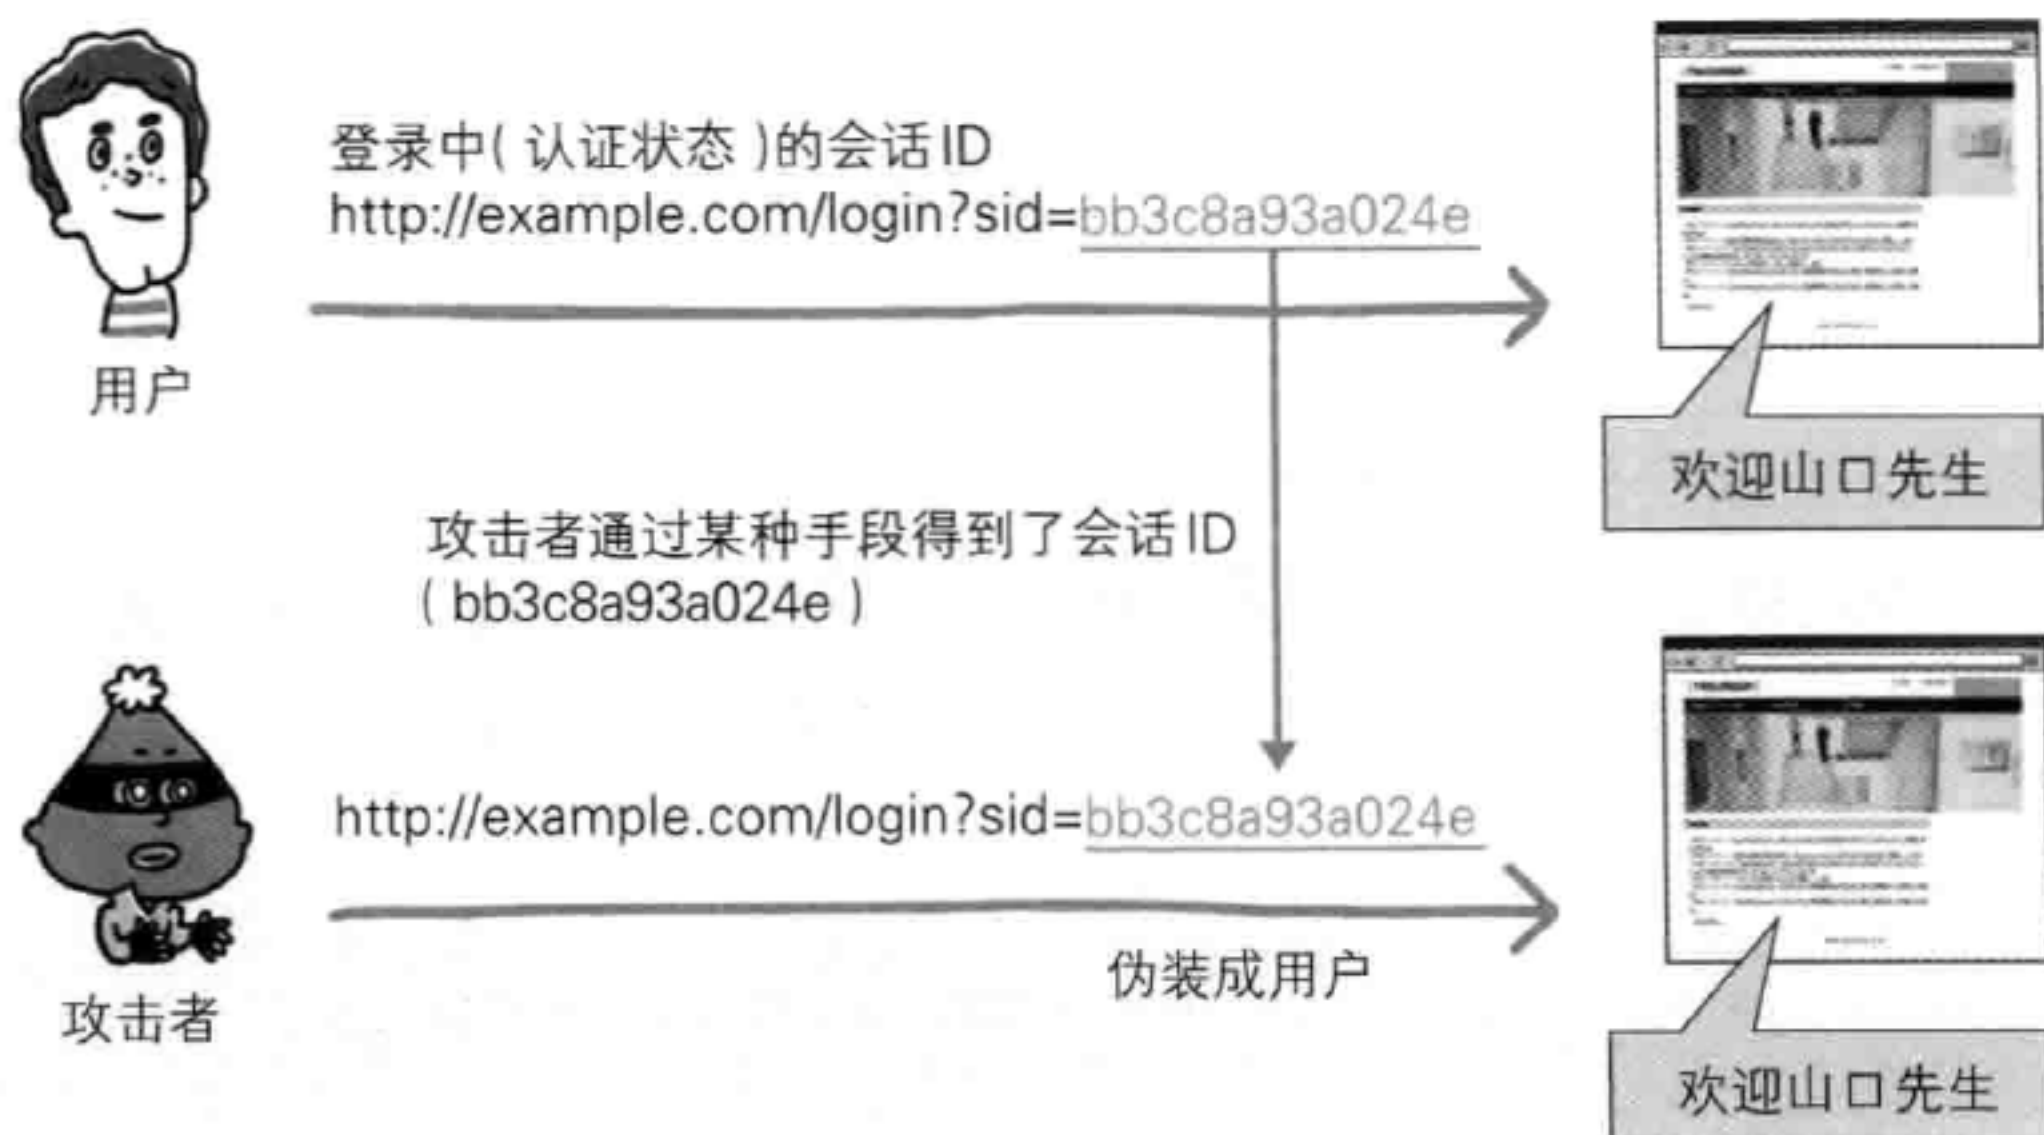 登录中( 认证状态 )的会话ID
http://example.com/login?sid=bb3c8a93a024e
用户
欢迎山口先生
攻击者通过某种手段得到了会话ID
( bb3c8a93a024e )
http://example.com/login?sid=bb3c8a93a024e
伪装成用户
攻击者
欢迎山口先生